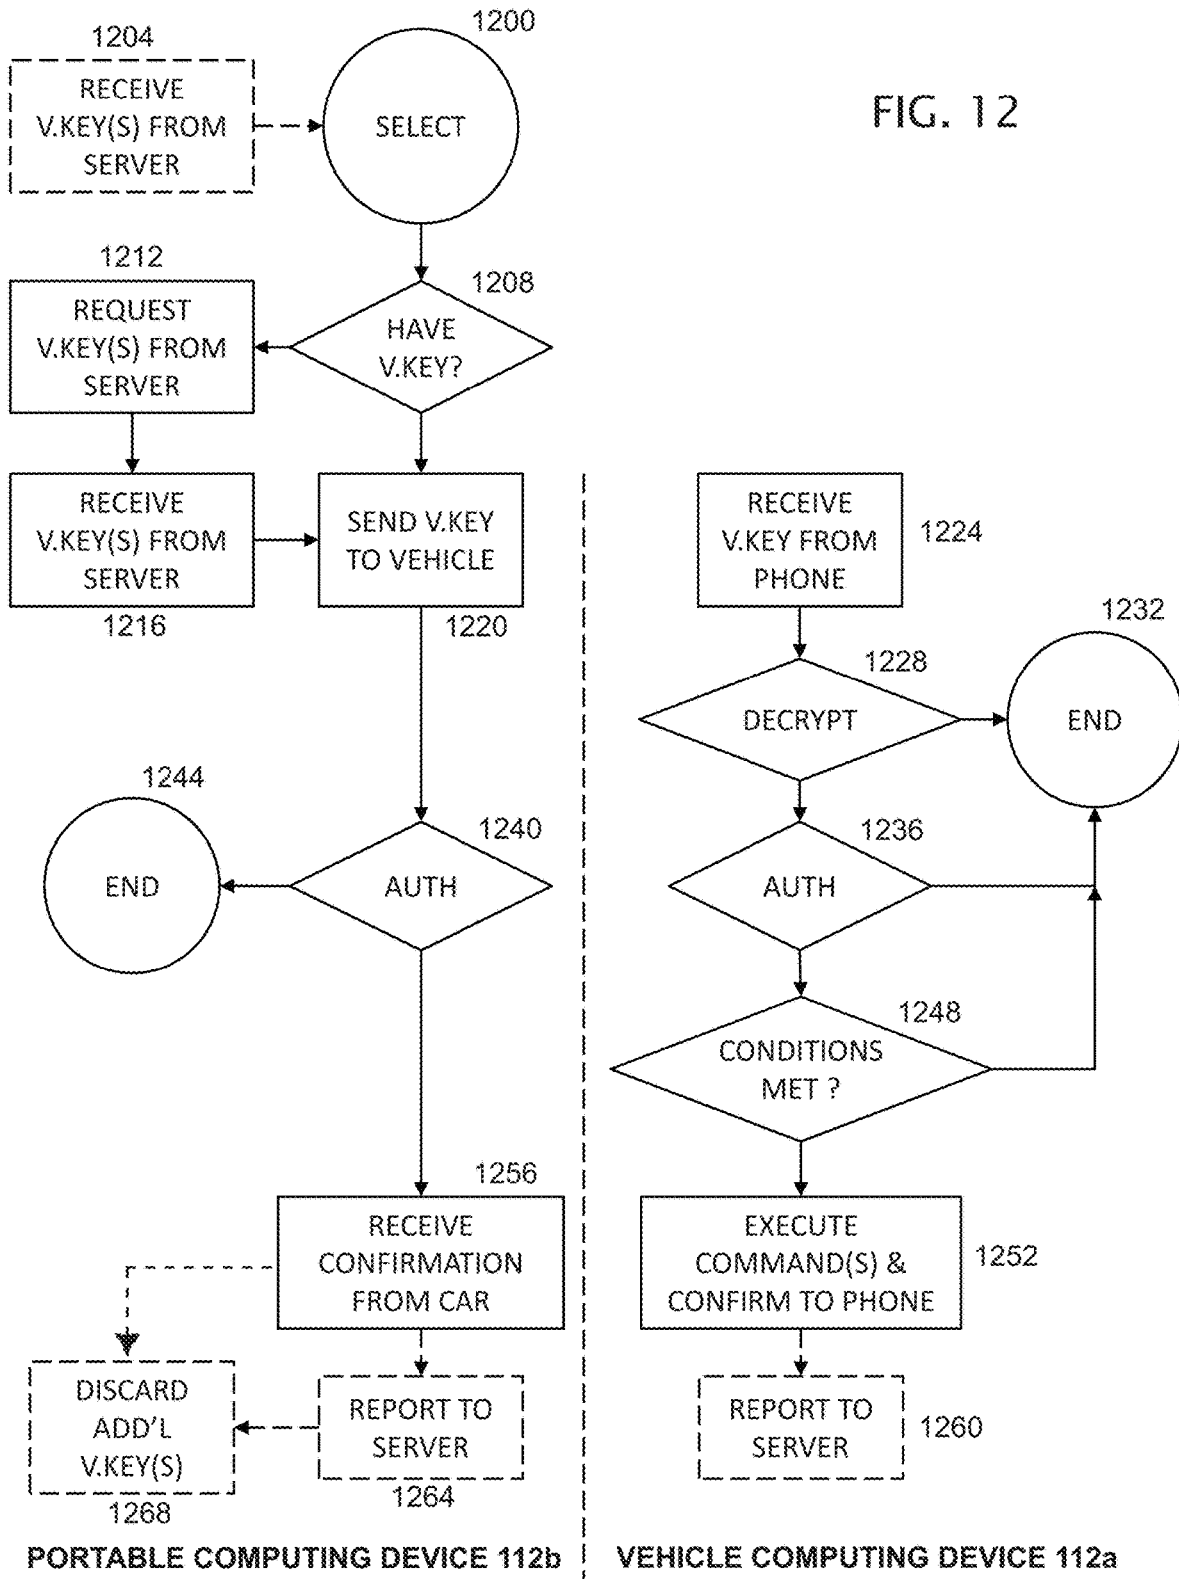 1204
1200
RECEIVE
V.KEY(S) FROM
SERVER
SELECT
FIG. 12
1212
1208
REQUEST
V.KEY(S) FROM
SERVER
HAVE
V.KEY?
RECEIVE
V.KEY(S) FROM
SERVER
1216
SEND V.KEY
TO VEHICLE
1220
RECEIVE
V.KEY FROM
PHONE
1224
1232
1228
DECRYPT
END
1244
1240
1236
END
AUTH
AUTH
1248
CONDITIONS
MET ?
1256
RECEIVE
CONFIRMATION
FROM CAR
EXECUTE
COMMAND(S) &
CONFIRM TO PHONE
1252
DISCARD
ADD'L
V.KEY(S)
1268
REPORT TO
SERVER
1264
REPORT TO
SERVER
1260
PORTABLE COMPUTING DEVICE 112b
VEHICLE COMPUTING DEVICE 112a